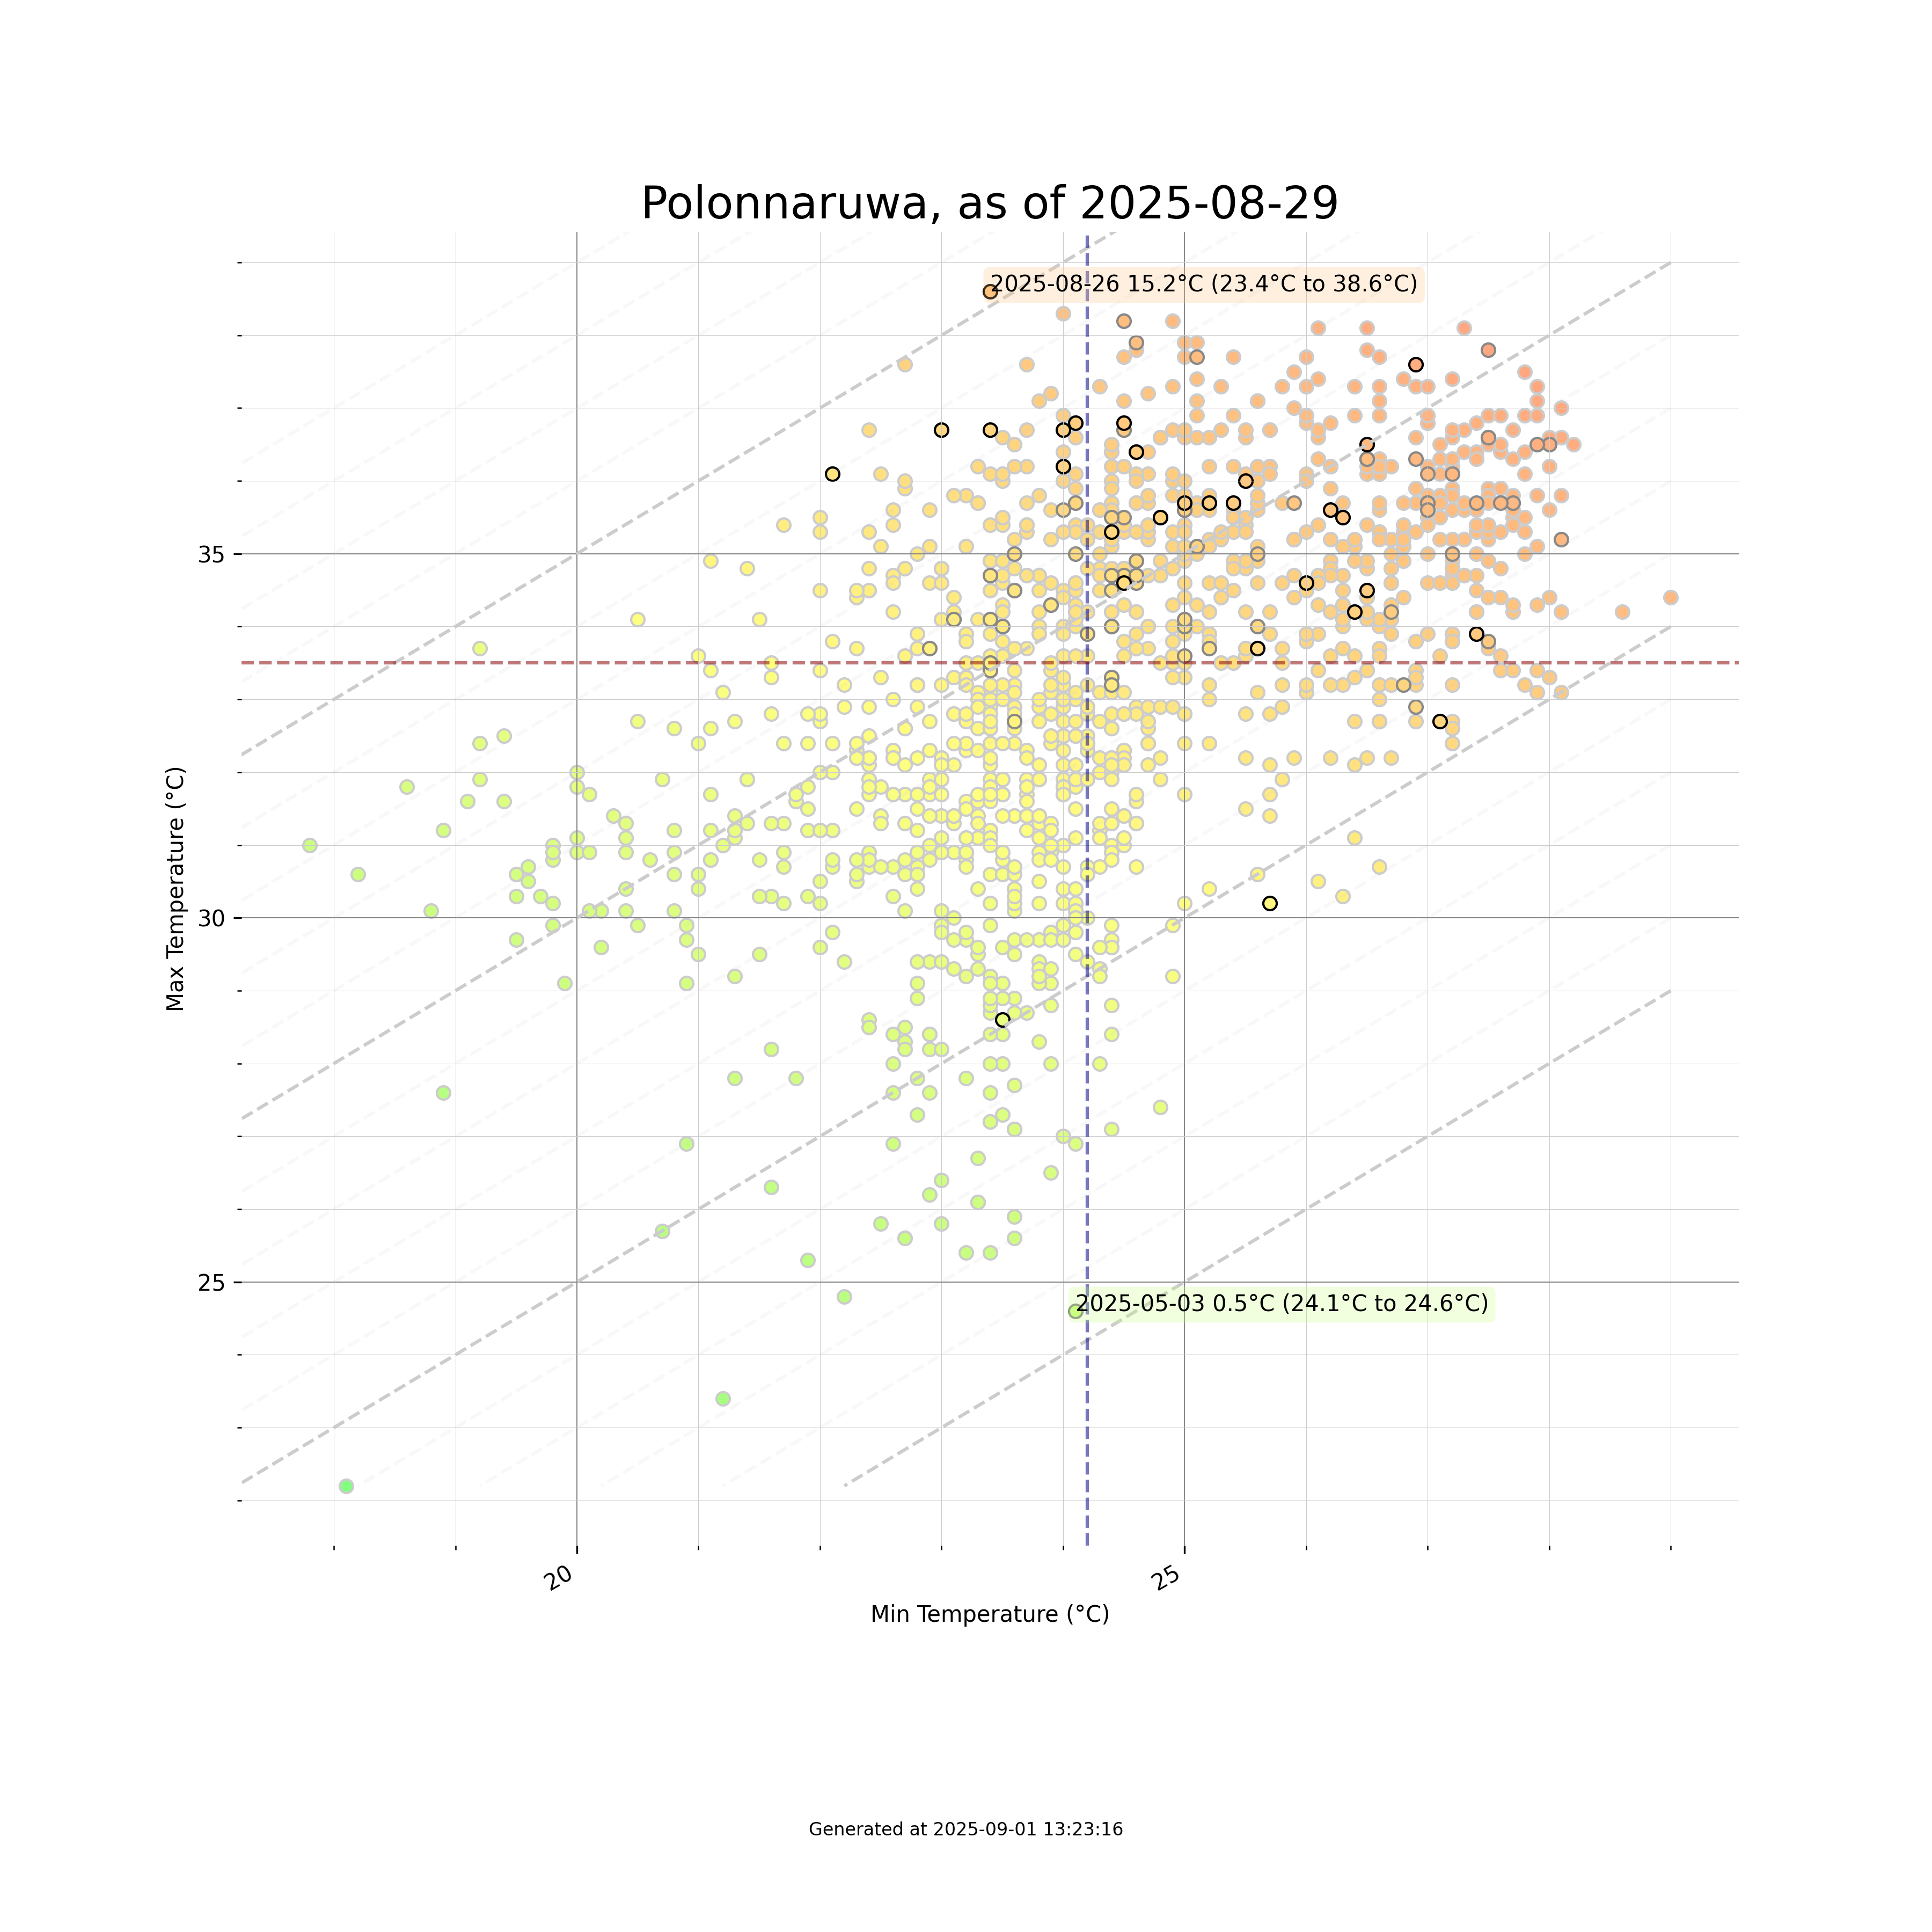 Polonnaruwa, as of 2025-08-29
2025-08-26 15.2°C (23.4°C to 38.6°C)
35
Max Temperature (°C)
30
25
2025-05-03 0.5°C (24.1°C to 24.6°C)
20
25
Min Temperature (°C)
Generated at 2025-09-01 13:23:16